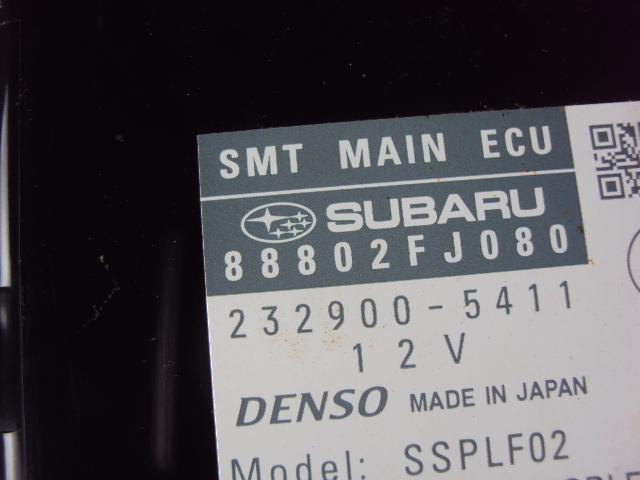 SMT MAIN ECU
SUBARU
88802FJ080
232900-5411
12V
DENSO MADE IN JAPAN
Model: SSPLF02